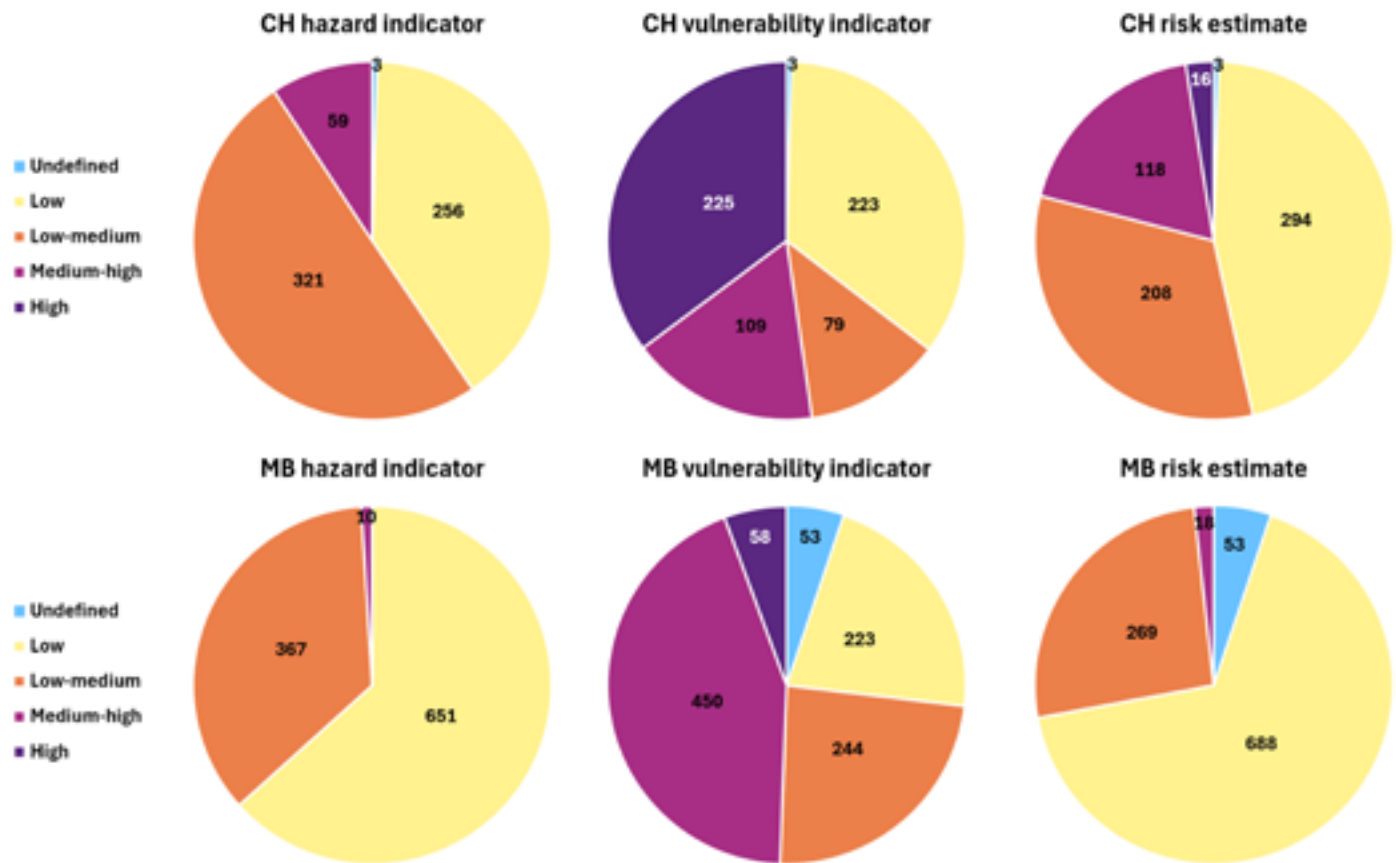 CH hazard indicator
CH vulnerability indicator
CH risk estimate
Undefined
Low
Low-medium
Medium-high
High
3
59
256
321
3
225
223
109
79
3
16
118
294
208
MB hazard indicator
MB vulnerability indicator
MB risk estimate
Undefined
Low
Low-medium
Medium-high
High
10
367
651
58
53
223
450
244
18
53
269
688